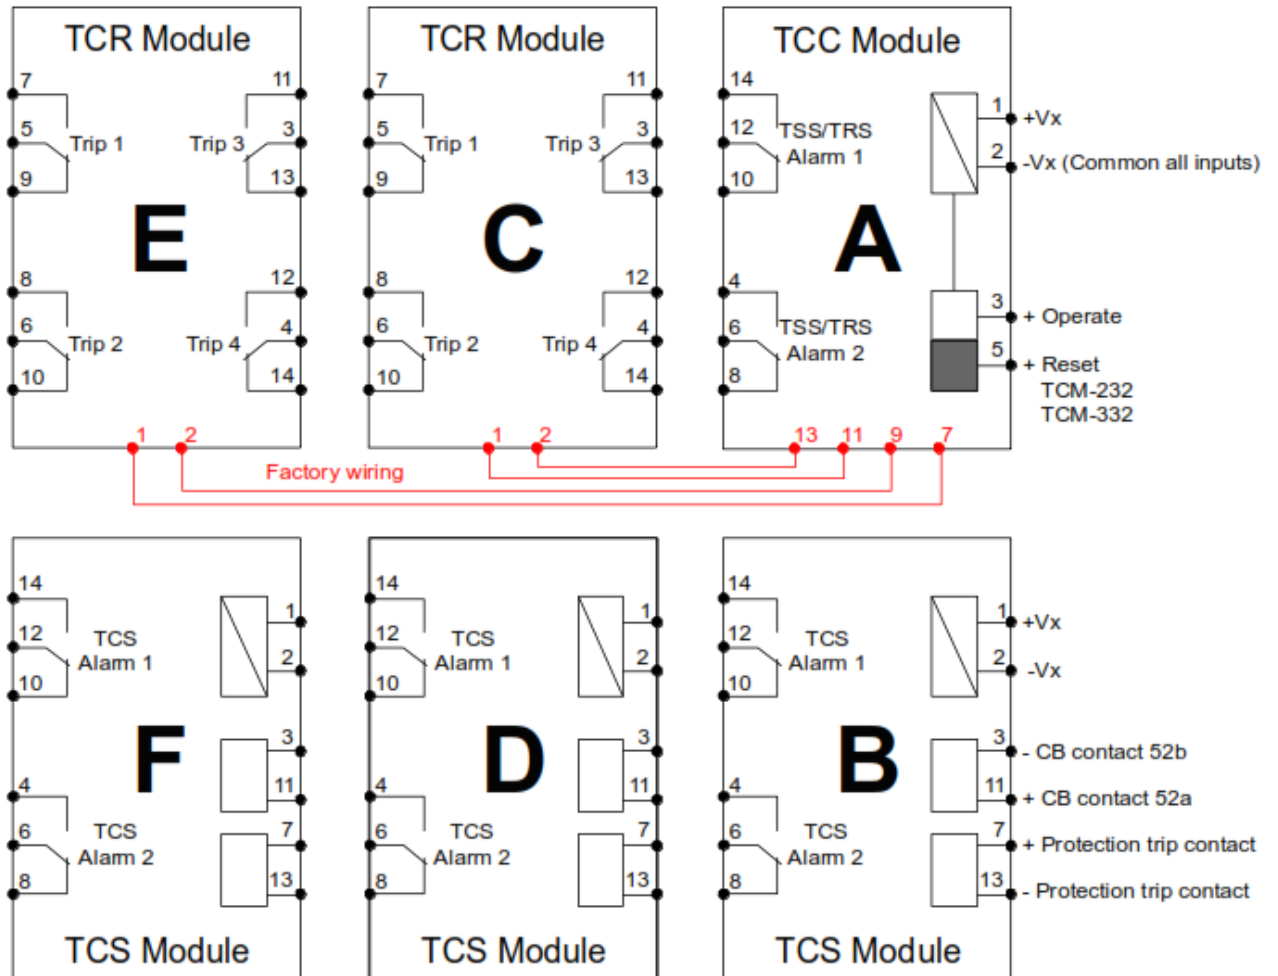 TCR Module
7
11
5
Trip 1
Trip 3
3
9
13
E
8
12
6
Trip 2
Trip 4
4
10
14
1
2
TCR Module
7
11
5
Trip 1
Trip 3
3
9
13
C
8
12
6
Trip 2
Trip 4
4
10
14
1
2
TCC Module
14
12
TSS/TRS
Alarm 1
10
1
+Vx
2
-Vx (Common all inputs)
A
4
6
TSS/TRS
Alarm 2
8
3
+ Operate
5
+ Reset
TCM-232
TCM-332
13
11
9
7
Factory wiring
14
12
TCS
Alarm 1
10
1
2
F
3
11
4
6
TCS
Alarm 2
8
7
13
TCS Module
14
12
TCS
Alarm 1
10
1
2
D
3
11
4
6
TCS
Alarm 2
8
7
13
TCS Module
14
12
TCS
Alarm 1
10
1
+Vx
2
-Vx
B
3
- CB contact 52b
11
+ CB contact 52a
4
6
TCS
Alarm 2
8
7
+ Protection trip contact
13
- Protection trip contact
TCS Module